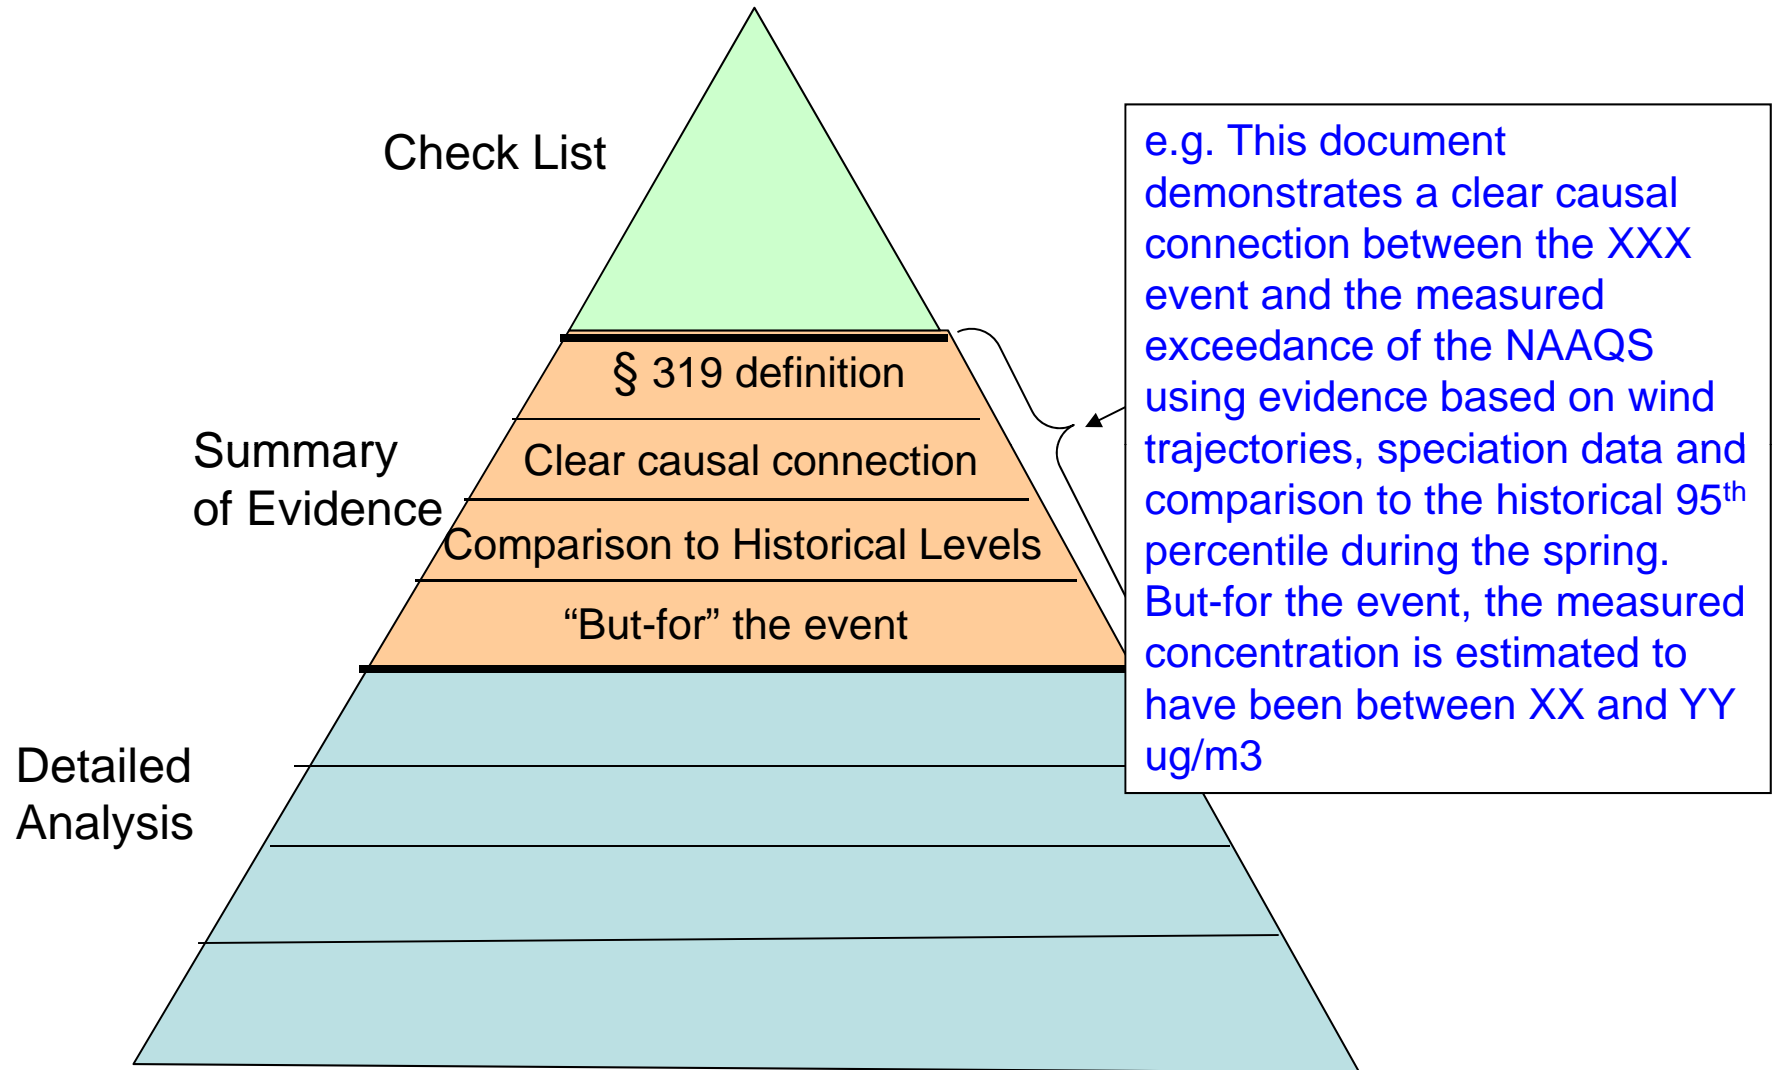 Check List
§ 319 definition
Summary
of Evidence
Clear causal connection
Comparison to Historical Levels
“But-for” the event
Detailed
Analysis
e.g. This document
demonstrates a clear causal
connection between the XXX
event and the measured
exceedance of the NAAQS
using evidence based on wind
trajectories, speciation data and
comparison to the historical 95th
percentile during the spring.
But-for the event, the measured
concentration is estimated to
have been between XX and YY
ug/m3